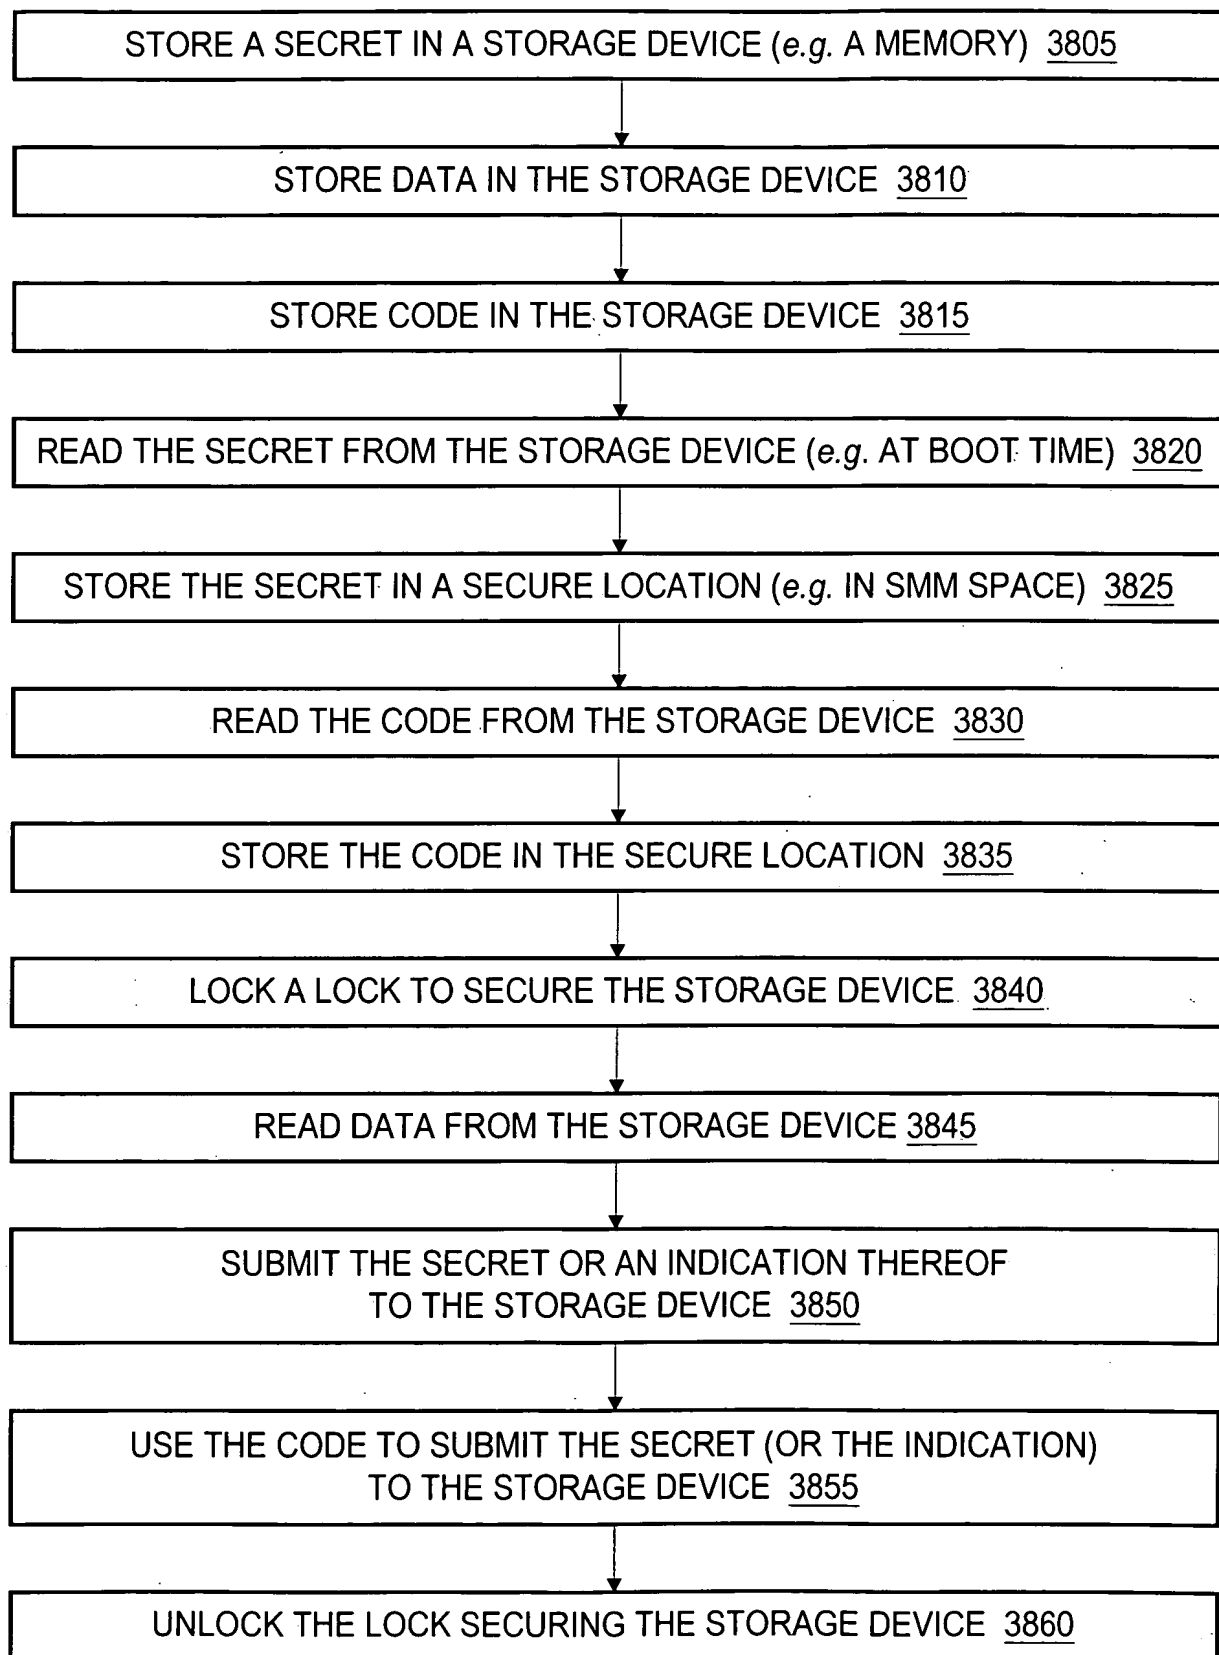 STORE A SECRET IN A STORAGE DEVICE (e.g. A MEMORY) 3805
STORE DATA IN THE STORAGE DEVICE 3810
STORE CODE IN THE STORAGE DEVICE 3815
READ THE SECRET FROM THE STORAGE DEVICE (e.g. AT BOOT TIME) 3820
STORE THE SECRET IN A SECURE LOCATION (e.g. IN SMM SPACE) 3825
READ THE CODE FROM THE STORAGE DEVICE 3830
STORE THE CODE IN THE SECURE LOCATION 3835
LOCK A LOCK TO SECURE THE STORAGE DEVICE 3840
READ DATA FROM THE STORAGE DEVICE 3845
SUBMIT THE SECRET OR AN INDICATION THEREOF
TO THE STORAGE DEVICE 3850
USE THE CODE TO SUBMIT THE SECRET (OR THE INDICATION)
TO THE STORAGE DEVICE 3855
UNLOCK THE LOCK SECURING THE STORAGE DEVICE 3860